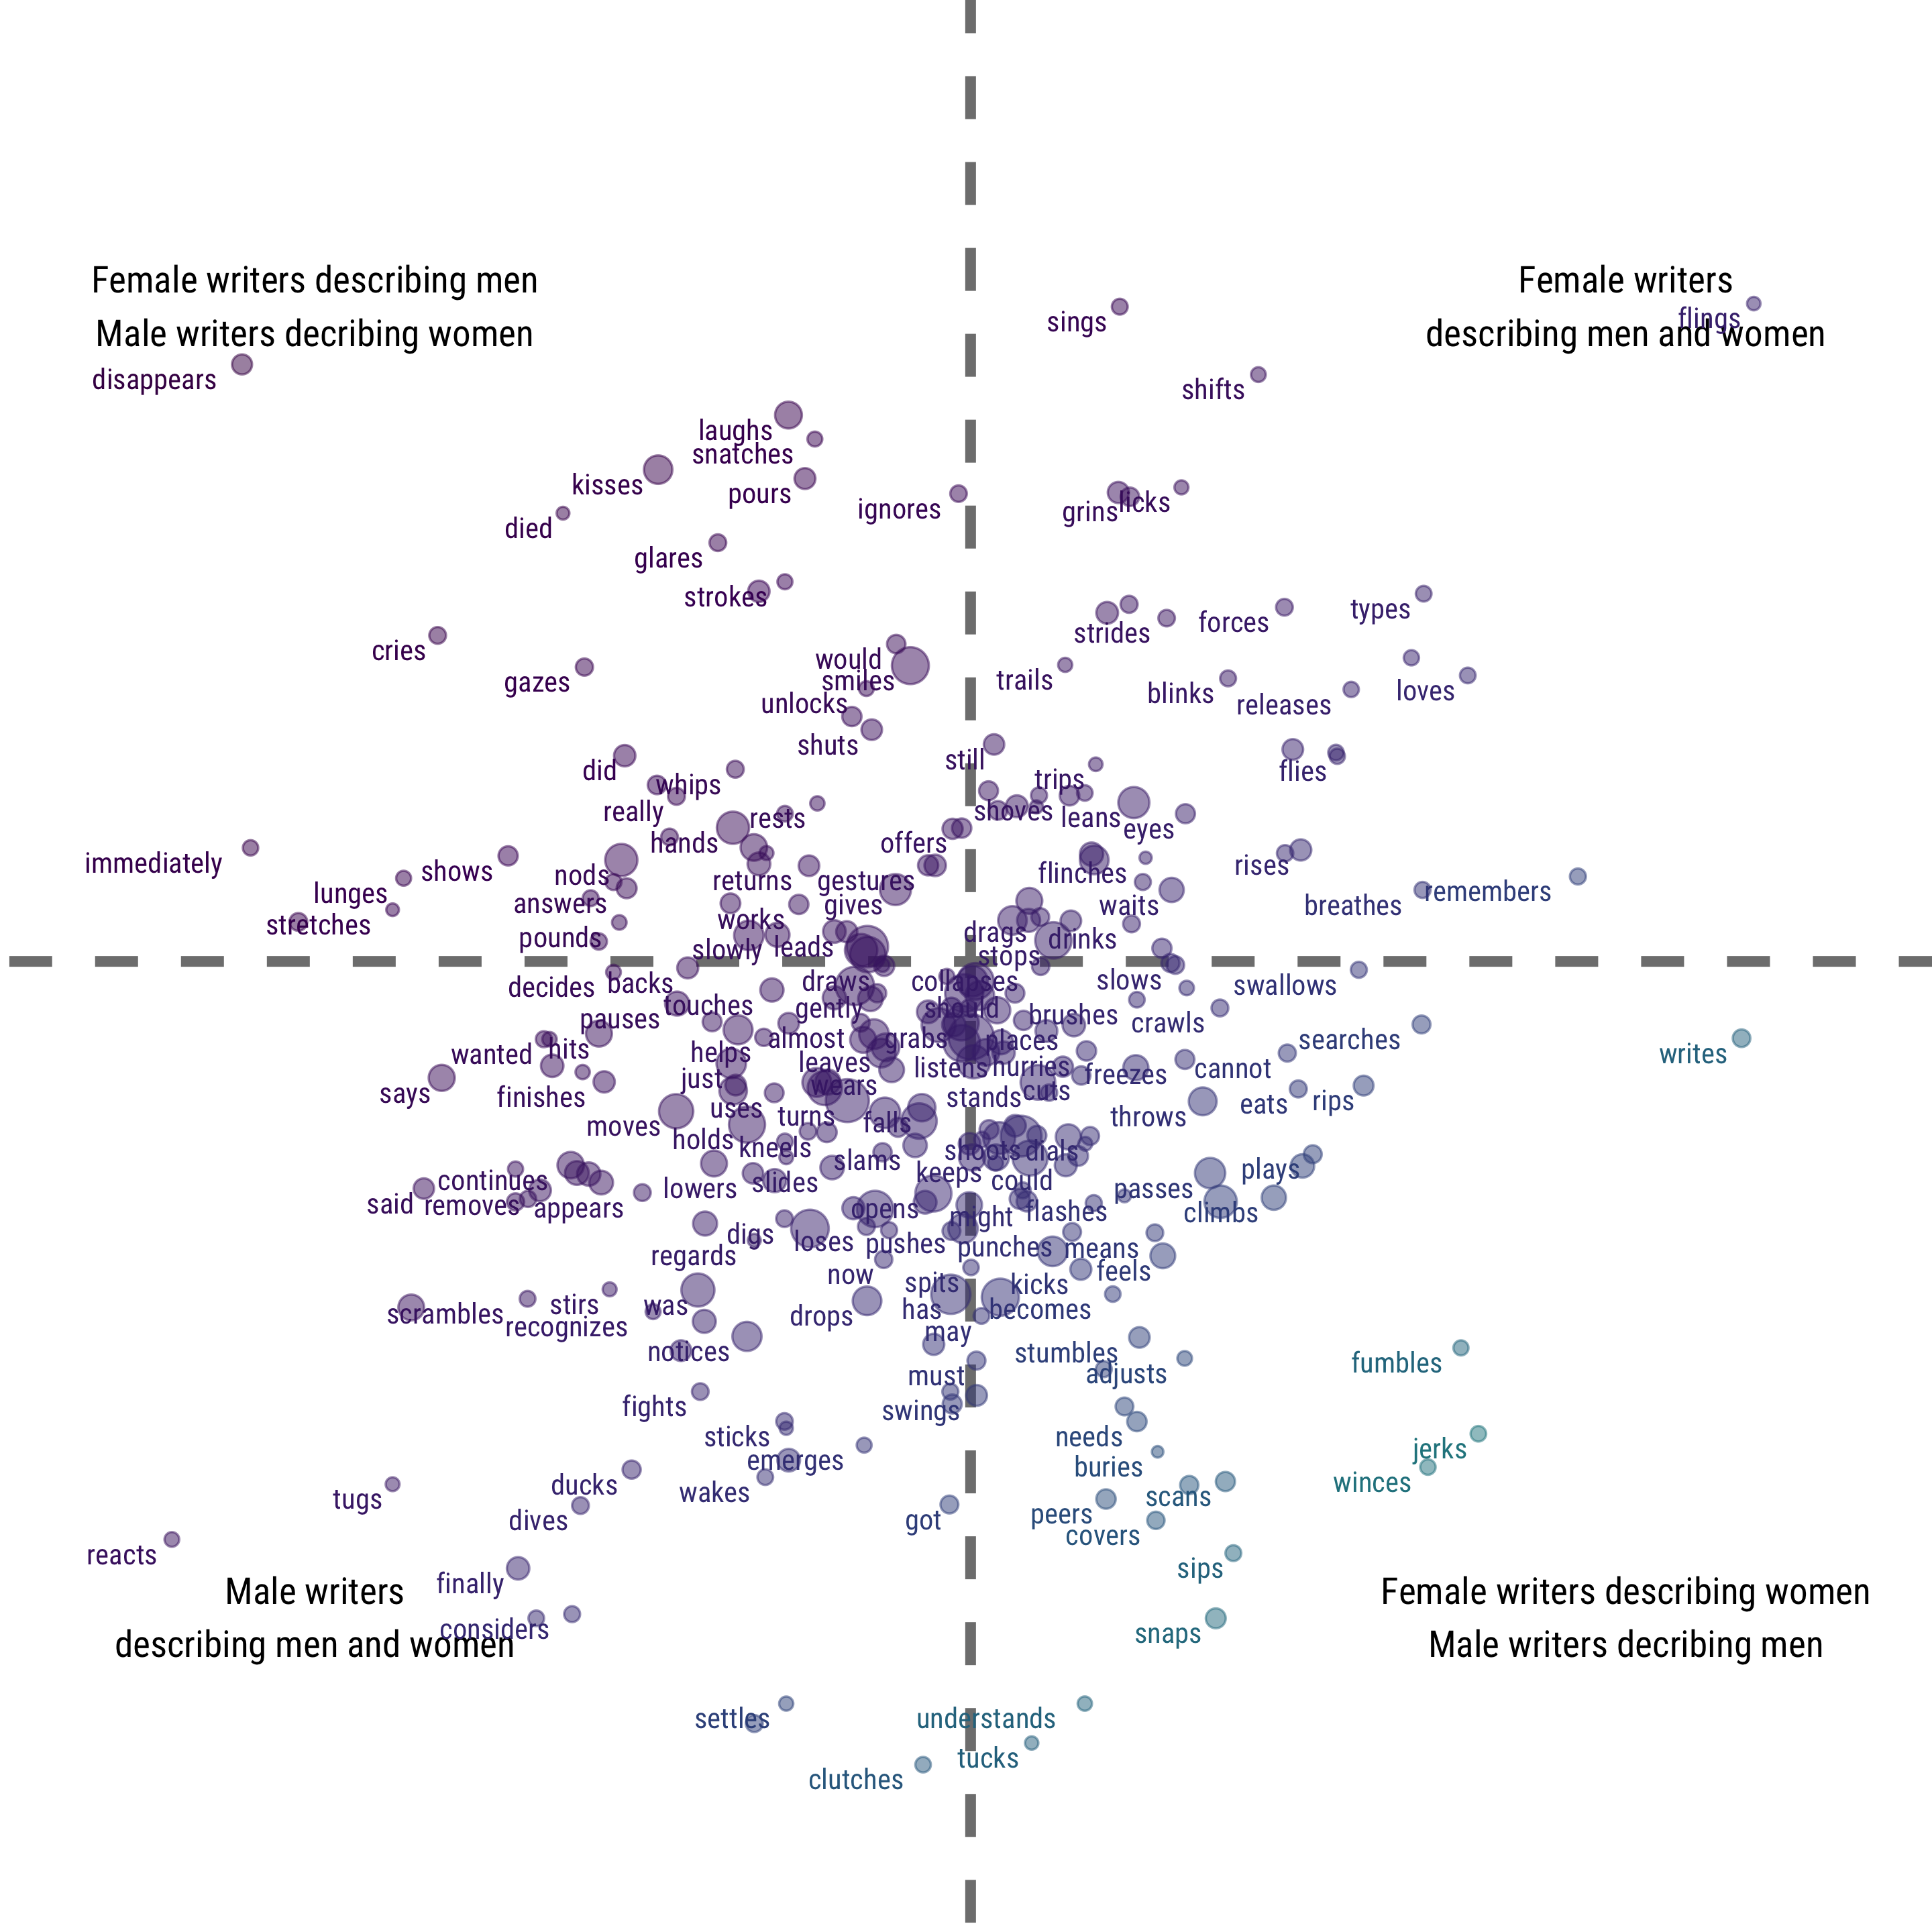 Female writers describing men
Male writers decribing women
Female writers
describing men and women
flings
sings
disappears
shifts
laughs
snatches
kisses
pours
ignores
grins
licks
died
glares
strokes
types
forces
strides
cries
would
smiles
gazes
trails
blinks
loves
unlocks
releases
shuts
still
did
flies
whips
trips
really
rests
shoves
leans
eyes
hands
offers
immediately
shows
nods
flinches
rises
lunges
returns
gestures
remembers
answers
gives
waits
breathes
stretches
works
pounds
slowly
leads
drags
drinks
stops
decides
backs
draws
collapses
slows
swallows
touches
gently
should
pauses
brushes
crawls
almost
grabs
places
searches
wanted
hits
helps
leaves
listens
hurries
freezes
cannot
writes
says
finishes
just
wears
stands
cuts
eats
rips
uses
turns
falls
throws
moves
holds
kneels
slams
shoots
dials
keeps
plays
continues
lowers
slides
could
passes
said
removes
appears
opens
might
flashes
climbs
digs
loses
pushes
punches
means
regards
now
feels
spits
kicks
was
has
becomes
scrambles
stirs
drops
recognizes
may
notices
stumbles
fumbles
must
adjusts
fights
swings
sticks
needs
jerks
emerges
buries
winces
ducks
wakes
scans
tugs
dives
got
peers
covers
reacts
sips
finally
Male writers
describing men and women
considers
Female writers describing women
Male writers decribing men
snaps
settles
understands
tucks
clutches